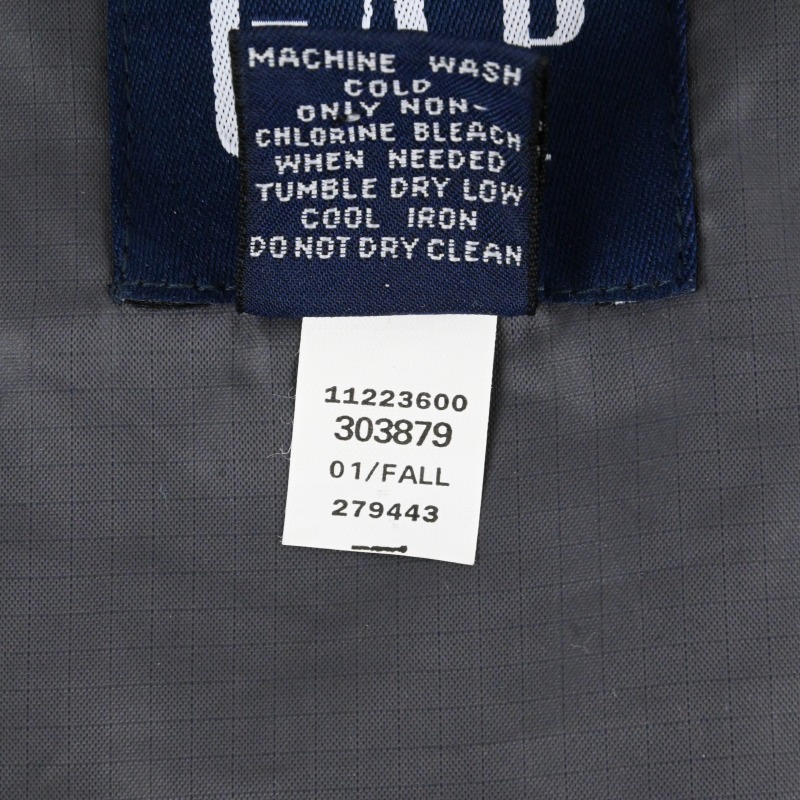 MACHINE WASH
COLD
ONLY NON-
CHLORINE BLEACH
WHEN NEEDED
TUMBLE DRY LOW
COOL IRON
DO NOT DRY CLEAN
11223600
303879
01/FALL
279443